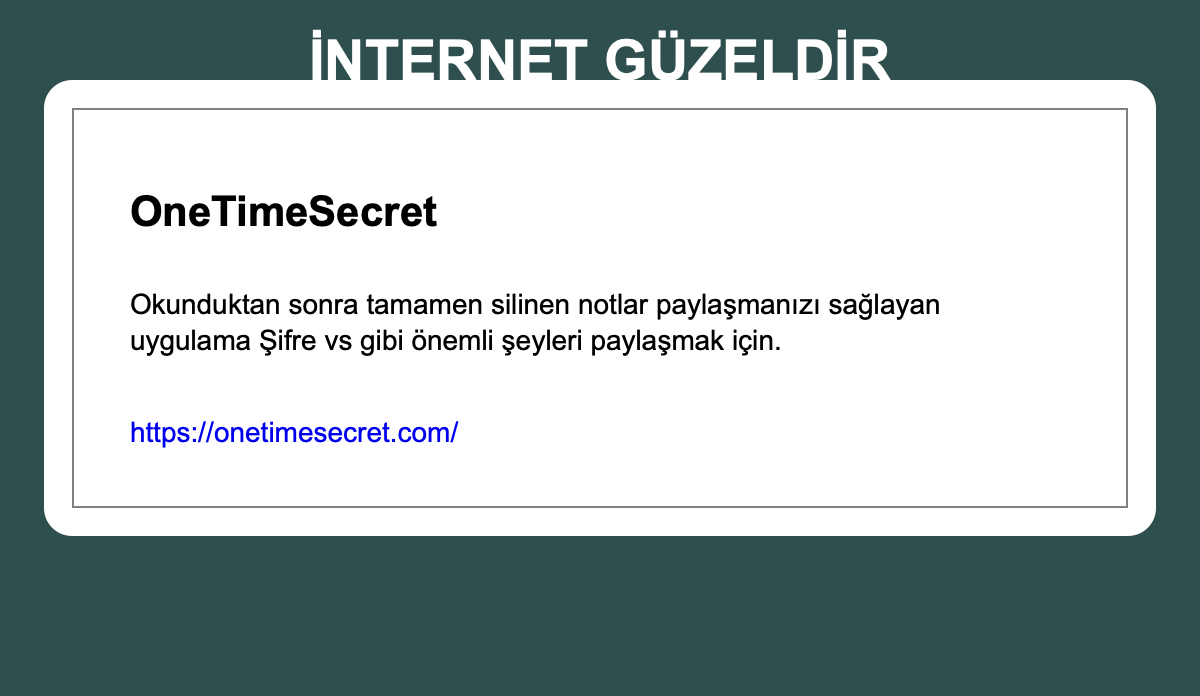 İNTERNET GÜZELDİR
OneTimeSecret
Okunduktan sonra tamamen silinen notlar paylaşmanızı sağlayan
uygulama Şifre vs gibi önemli şeyleri paylaşmak için.
https://onetimesecret.com/